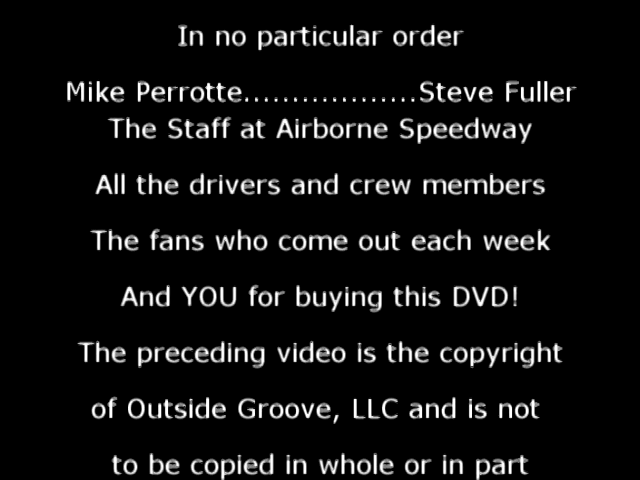 In no particular order
Mike Perrotte..................Steve Fuller
The Staff at Airborne Speedway
All the drivers and crew members
The fans who come out each week
And YOU for buying this DVD!
The preceding video is the copyright
of Outside Groove, LLC and is not
to be copied in whole or in part